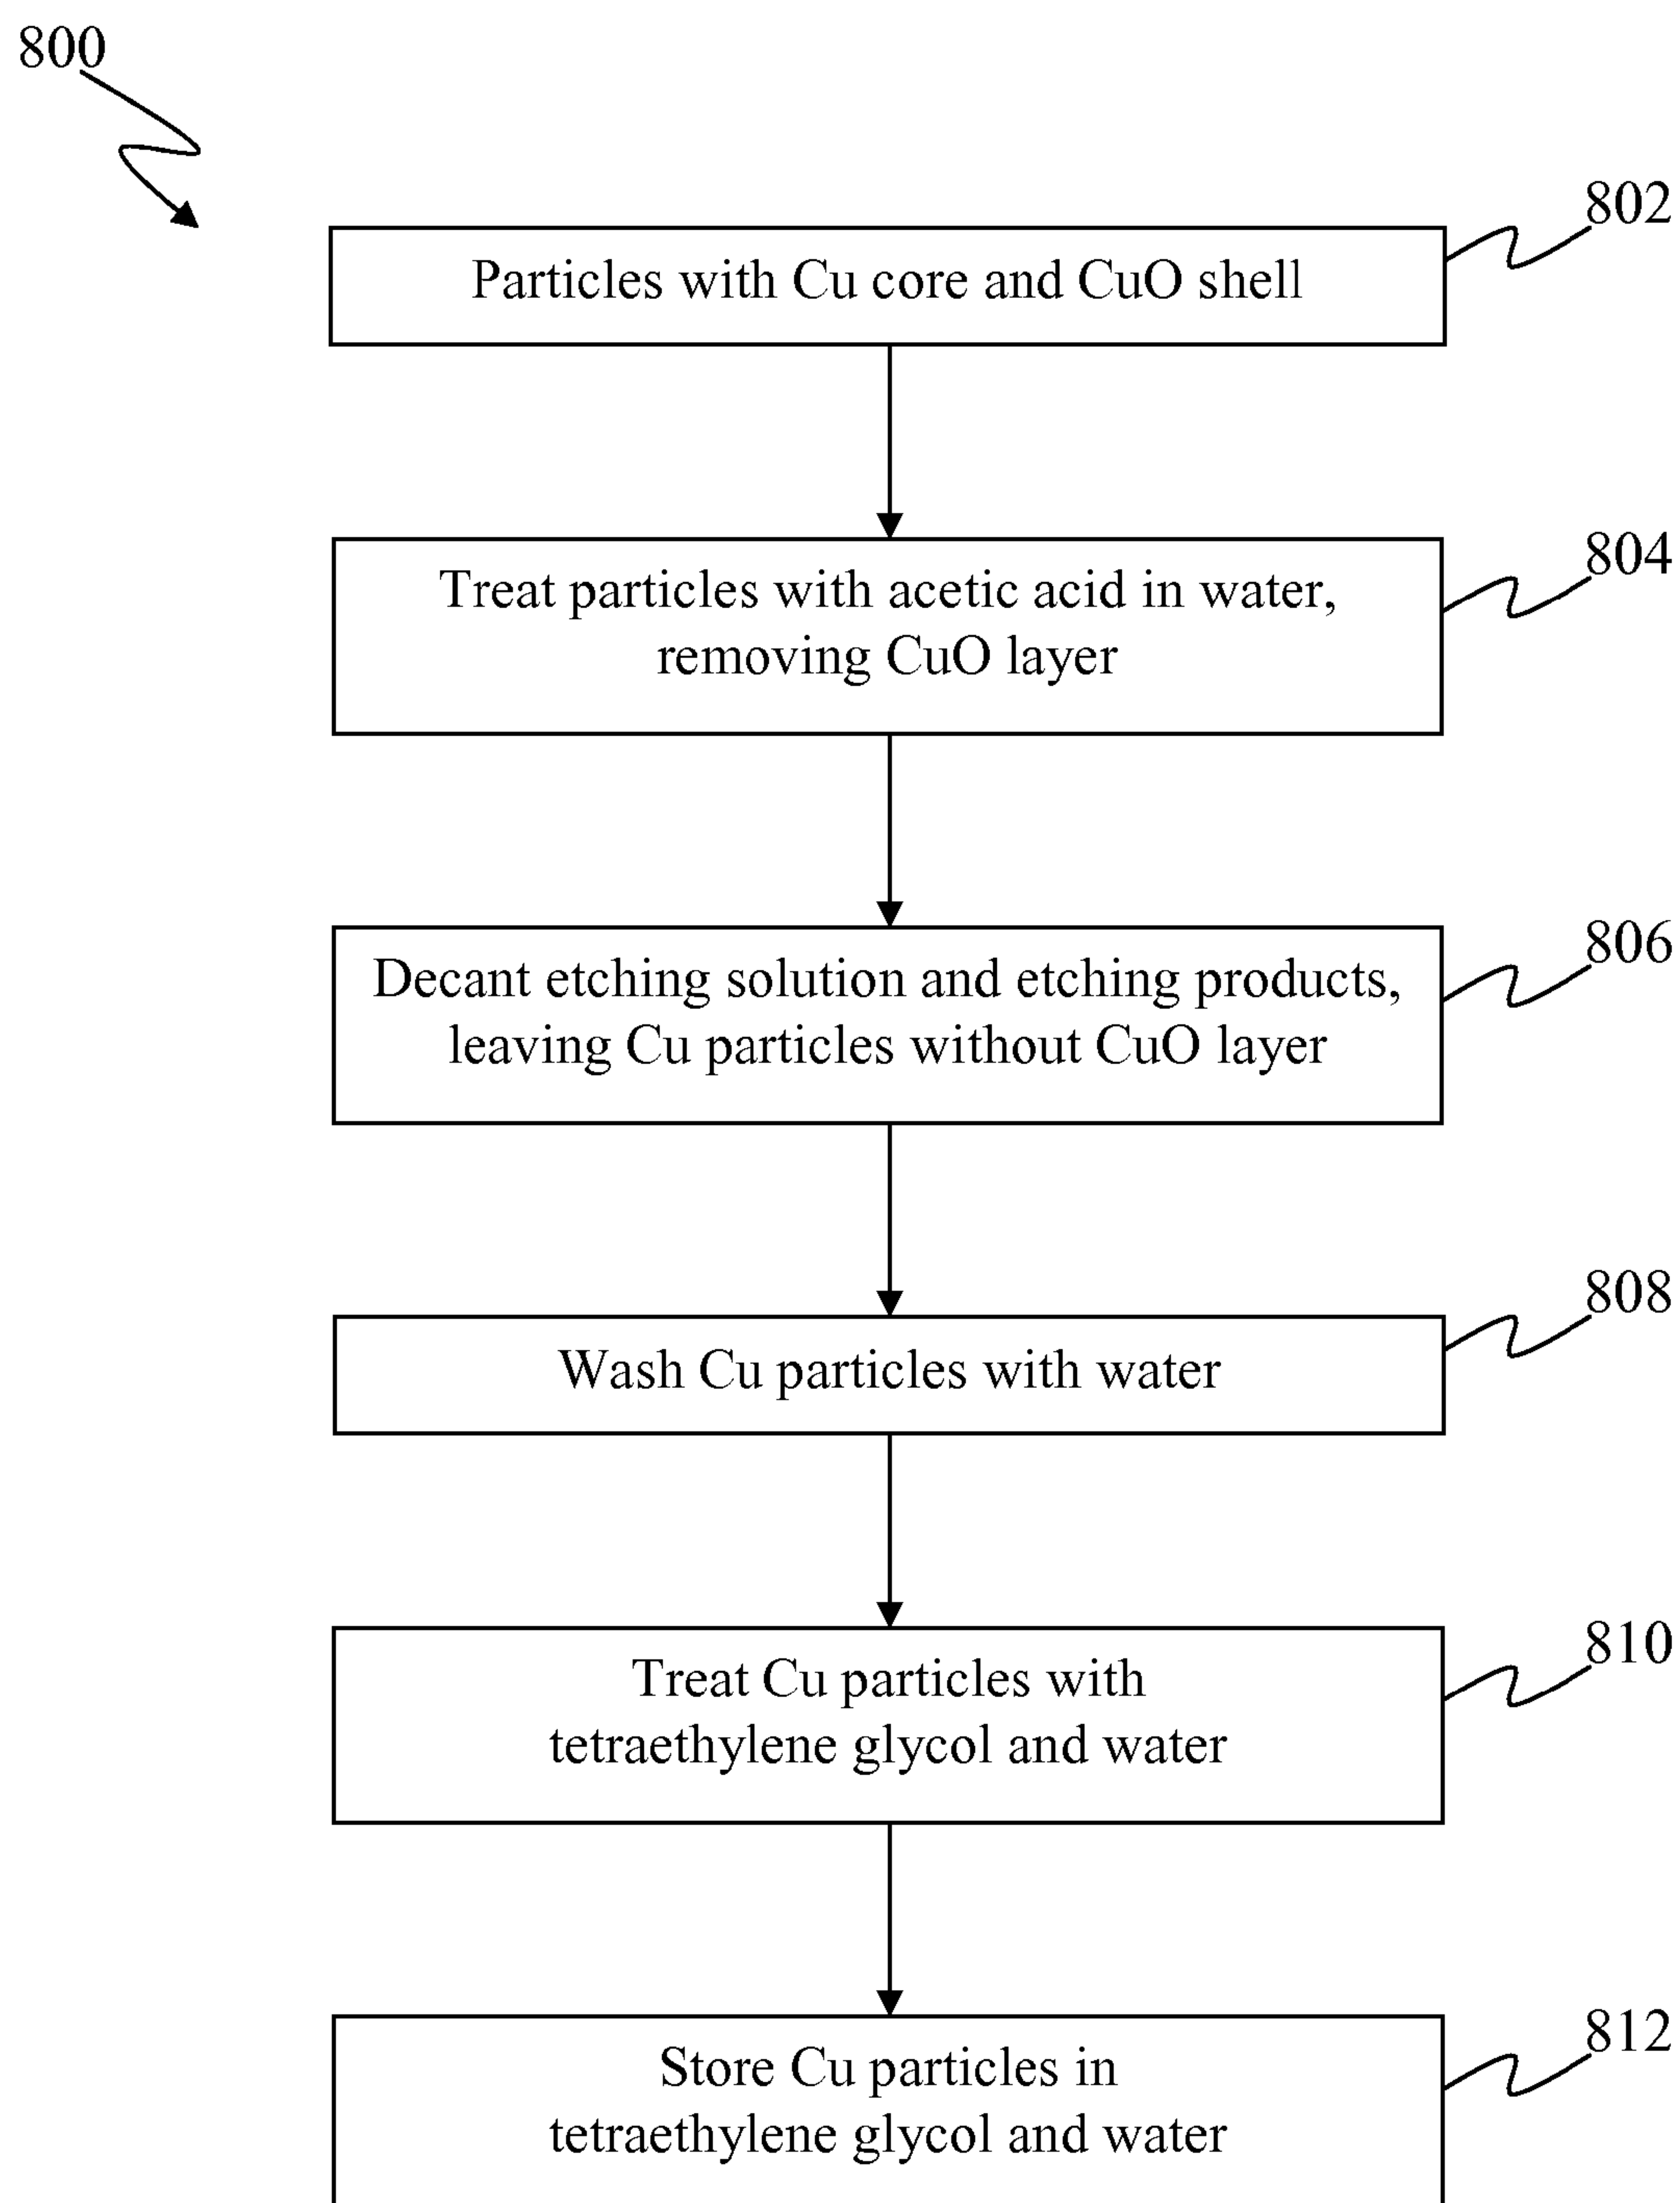 800
802
Particles with Cu core and CuO shell
804
Treat particles with acetic acid in water,
removing CuO layer
806
Decant etching solution and etching products,
leaving Cu particles without CuO layer
808
Wash Cu particles with water
810
Treat Cu particles with
tetraethylene glycol and water
812
Store Cu particles in
tetraethylene glycol and water